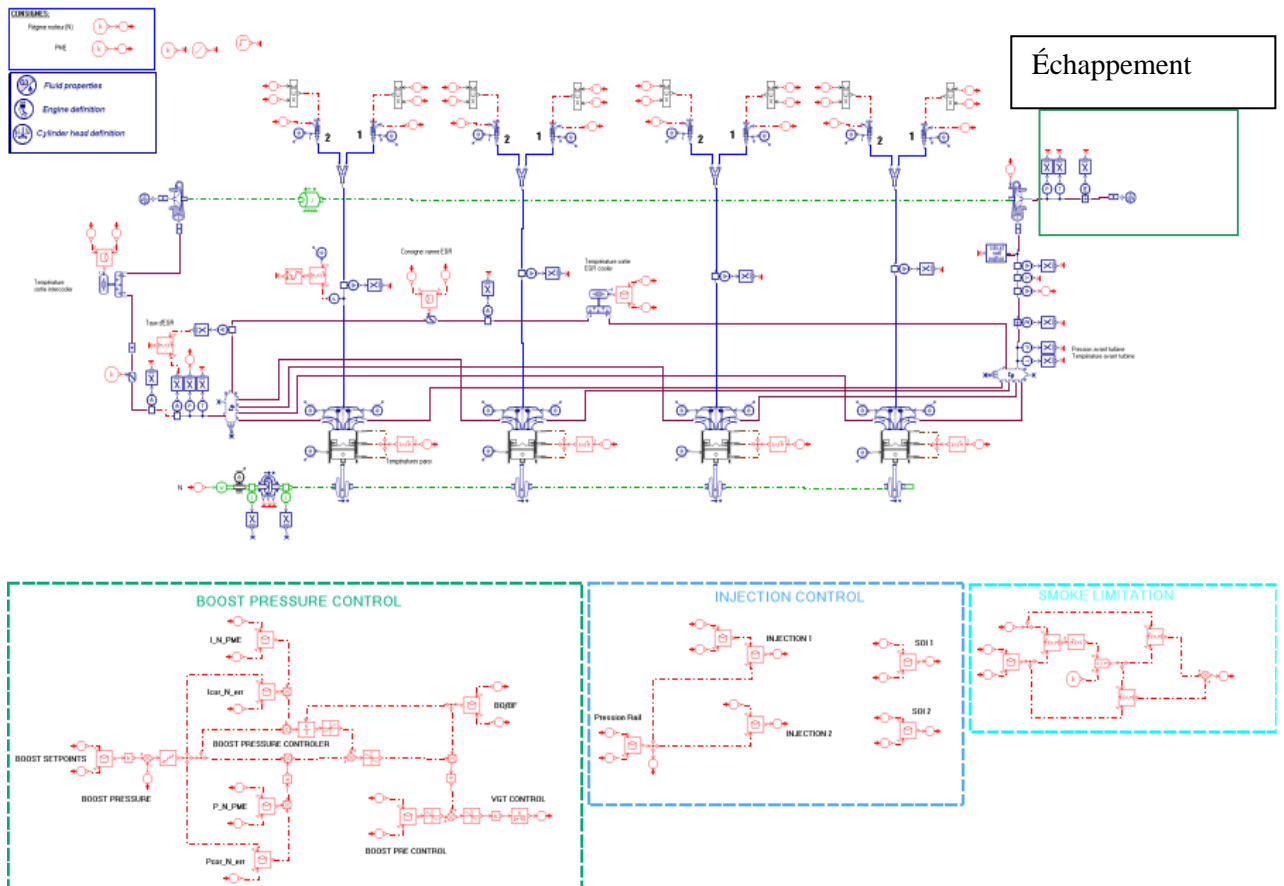 CONSIGNES:
Régime moteur (N)
PME
Fluid properties
Engine definition
Cylinder head definition
Échappement
2 1 2 1 2 1 2 1
Température
sortie intercooler
Consigne vanne EGR
Température sortie
EGR cooler
Taux d'EGR
Pression avant turbine
Température avant turbine
Températures paroi
N
BOOST PRESSURE CONTROL
I_N_PME
Icar_N_err
BOOST PRESSURE CONTROLER
BOOST SETPOINTS
BOOST PRESSURE
P_N_PME
Pcar_N_err
BO/BF
VGT CONTROL
BOOST PRE CONTROL
INJECTION CONTROL
INJECTION 1
SOI 1
Pression Rail
INJECTION 2
SOI 2
SMOKE LIMITATION